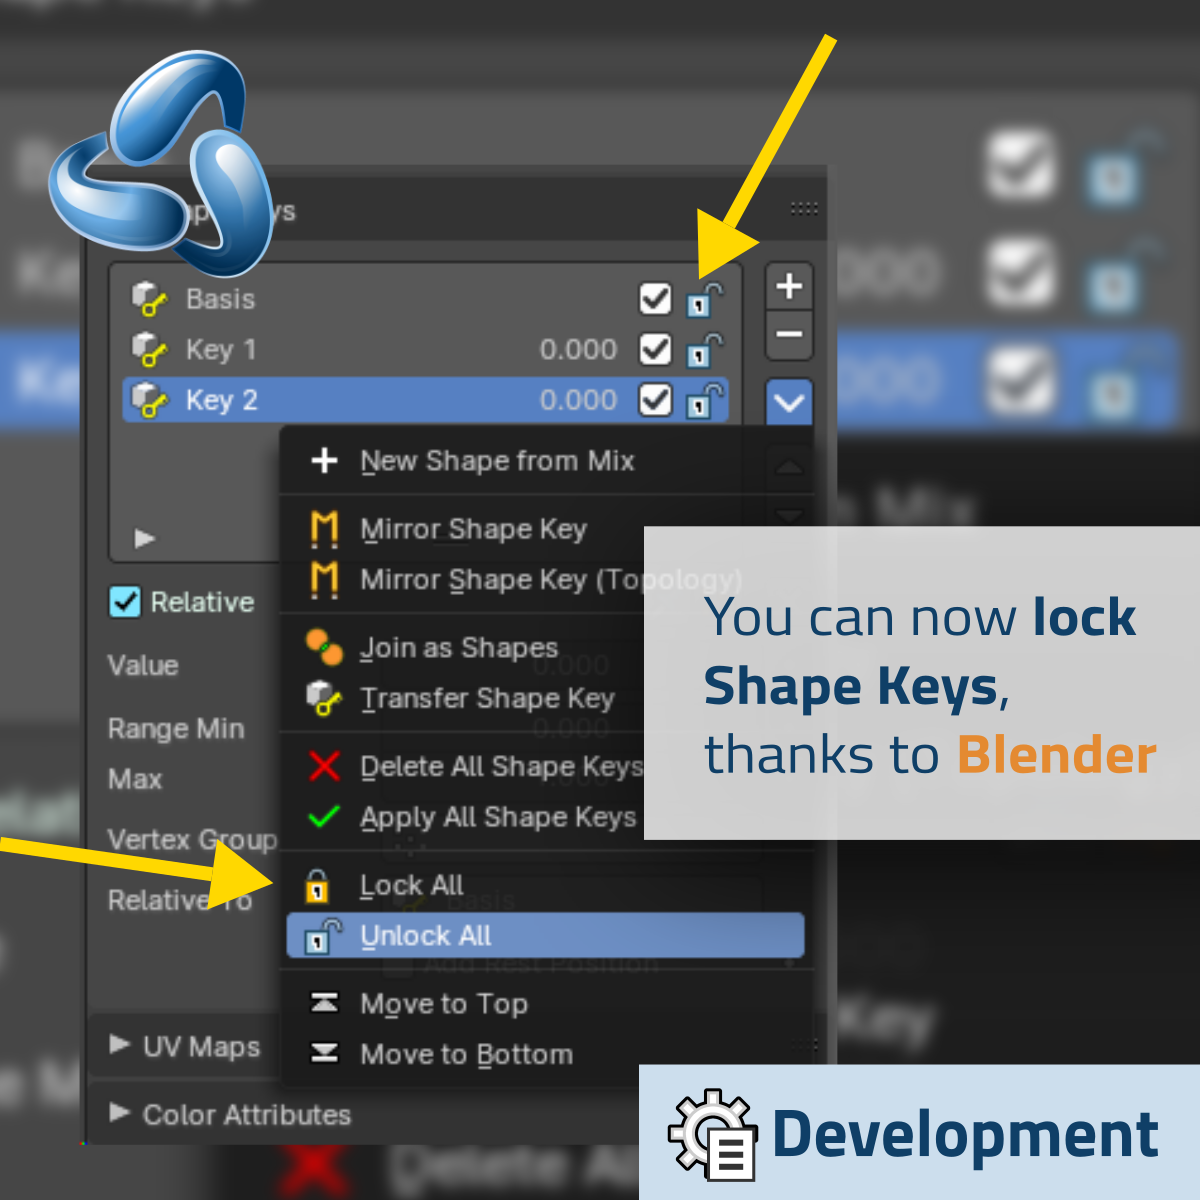 Basis
Key 1 0.000
Key 2 0.000
New Shape from Mix
Mirror Shape Key
Mirror Shape Key (Topology)
Relative
Join as Shapes
Value
Transfer Shape Key
Range Min
Delete All Shape Keys
Max
Apply All Shape Keys
Vertex Group
Lock All
Relative To
Unlock All
Move to Top
Move to Bottom
UV Maps
Color Attributes
You can now lock
Shape Keys,
thanks to Blender
Development